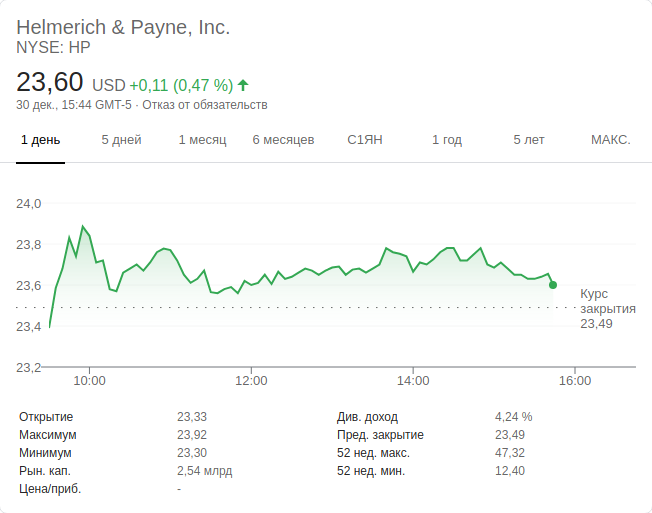 Helmerich & Payne, Inc.
NYSE: HP
23,60 USD +0,11 (0,47 %)
30 дек., 15:44 GMT-5 · Отказ от обязательств
1 день 5 дней 1 месяц 6 месяцев С1ЯН 1 год 5 лет МАКС.
24,0
23,8
23,6
23,4
23,2
Курс
закрытия
23,49
10:00 12:00 14:00 16:00
Открытие 23,33 Див. доход 4,24 %
Максимум 23,92 Пред. закрытие 23,49
Минимум 23,30 52 нед. макс. 47,32
Рын. кап. 2,54 млрд 52 нед. мин. 12,40
Цена/приб. -